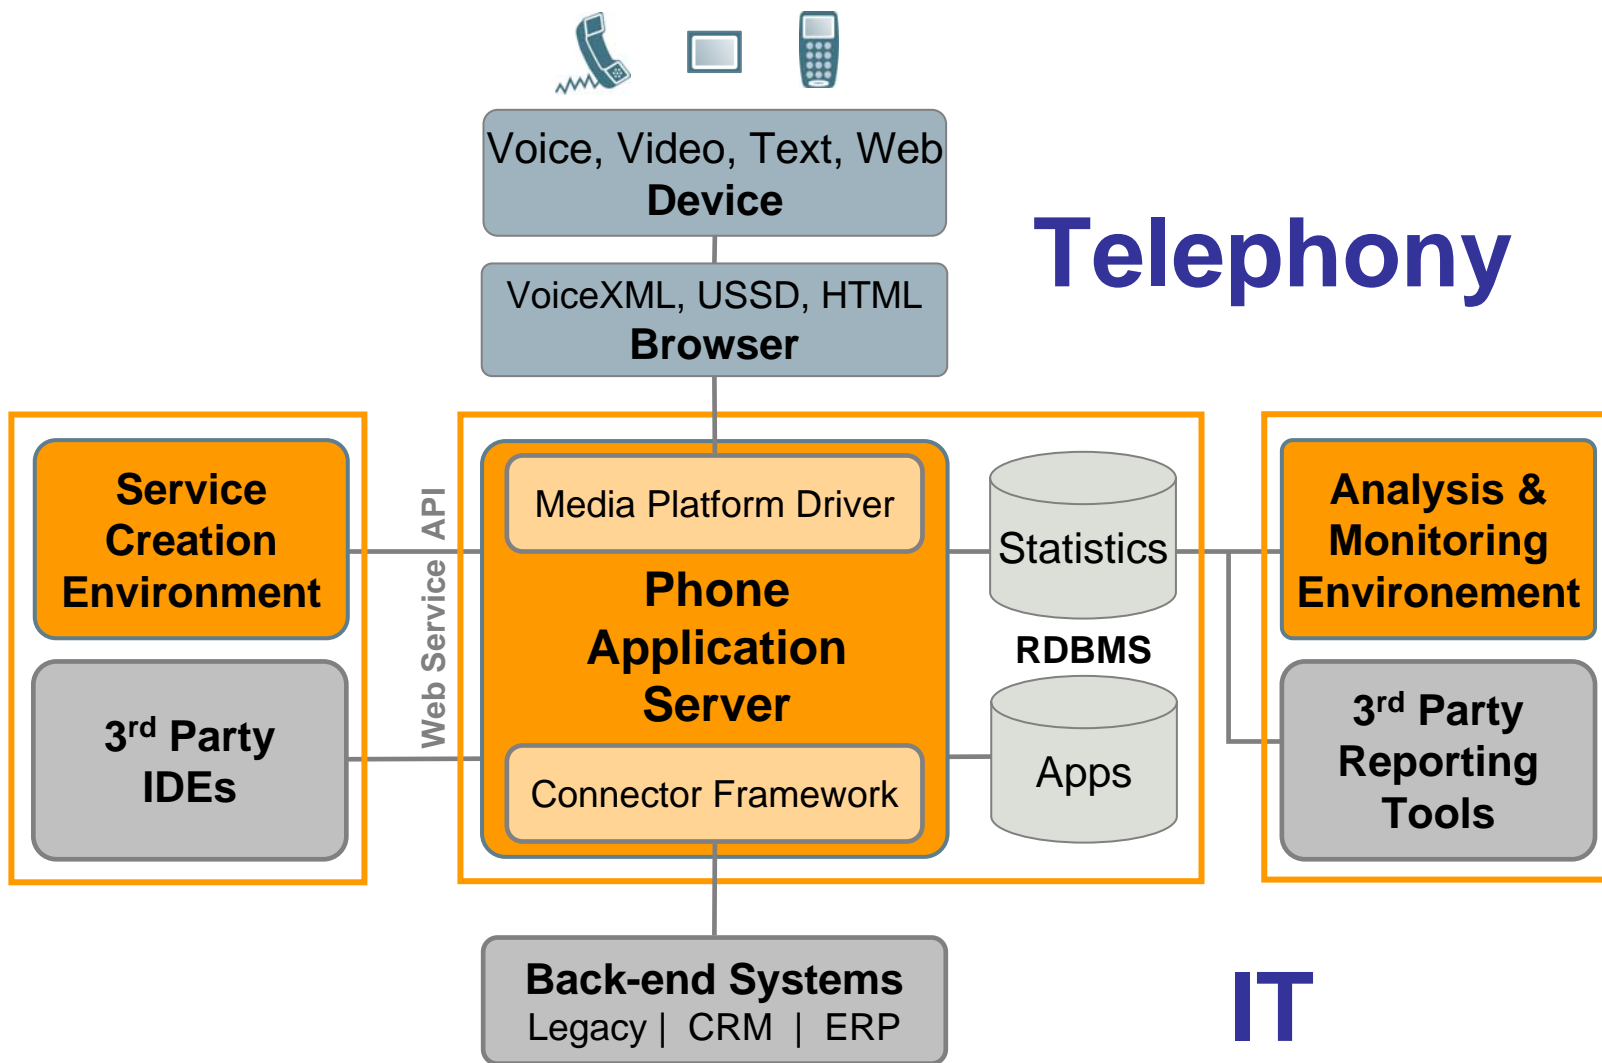 Voice, Video, Text, Web
Device
Telephony
VoiceXML, USSD, HTML
Browser
Service
Creation
Environment
3rd Party
IDEs
Web Service API
Media Platform Driver
Phone
Application
Server
Connector Framework
Statistics
RDBMS
Apps
Analysis &
Monitoring
Environement
3rd Party
Reporting
Tools
Back-end Systems
Legacy | CRM | ERP
IT